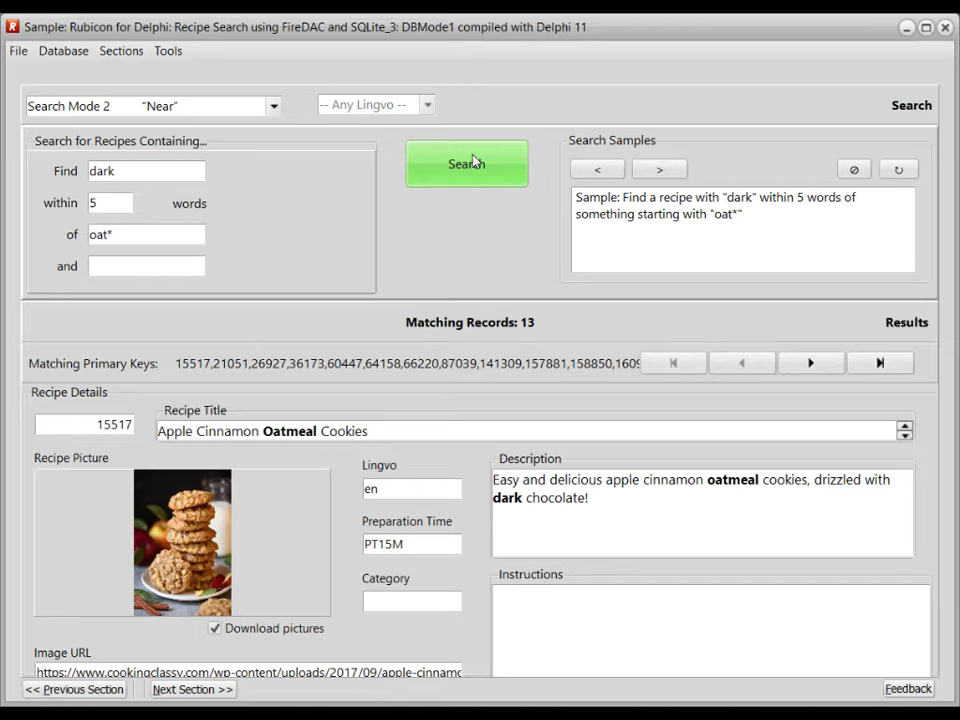 Sample: Rubicon for Delphi: Recipe Search using FireDAC and SQLite_3: DBMode1 compiled with Delphi 11
File Database Sections Tools
Search Mode 2 "Near" -- Any Lingvo -- Search
Search for Recipes Containing...
Find dark
within 5 words
of oat*
and
Search
Search Samples
< > ⊘ ↻
Sample: Find a recipe with "dark" within 5 words of
something starting with "oat*"
Matching Records: 13 Results
Matching Primary Keys: 15517,21051,26927,36173,60447,64158,66220,87039,141309,157881,158850,1609
Recipe Details
15517
Recipe Title
Apple Cinnamon Oatmeal Cookies
Recipe Picture
Download pictures
Image URL
https://www.cookingclassy.com/wp-content/uploads/2017/09/apple-cinnamo
Lingvo
en
Preparation Time
PT15M
Category
Description
Easy and delicious apple cinnamon oatmeal cookies, drizzled with
dark chocolate!
Instructions
<< Previous Section Next Section >> Feedback